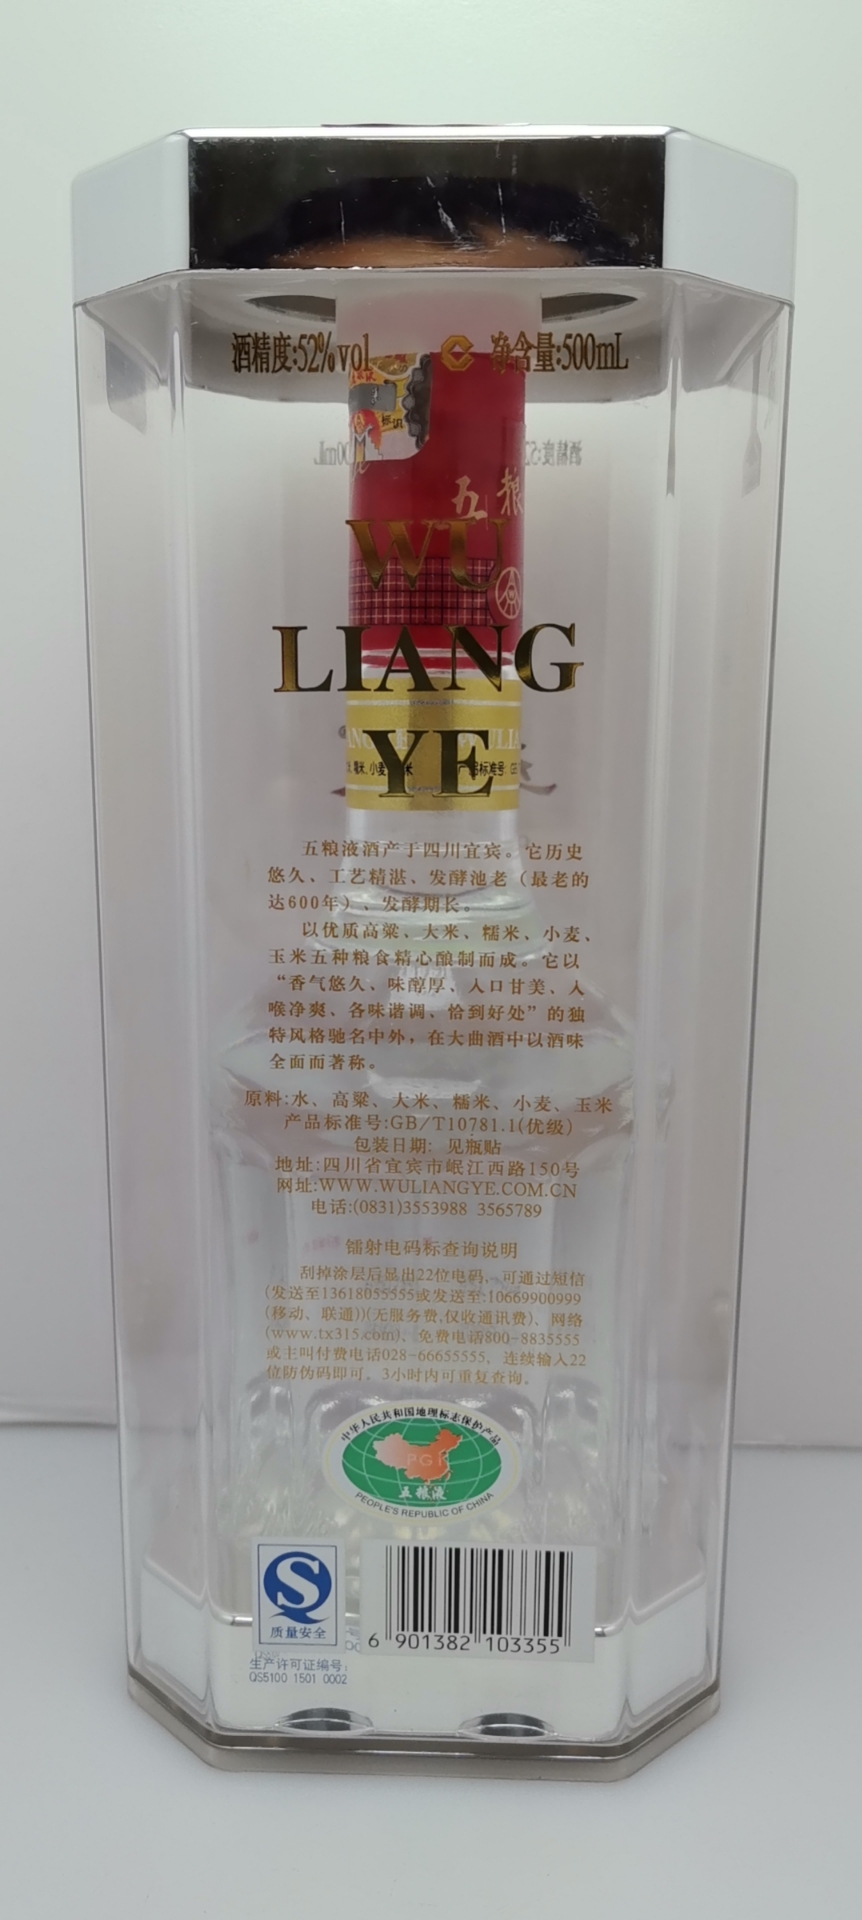 酒精度:52%vol 净含量:500mL
标识
五粮
WU
LIANG
YE
糯米,小麦
产品标准号: GB
五粮液酒产于四川宜宾。它历史
悠久、工艺精湛、发酵池老（最老的
达600年）、发酵期长。
以优质高粱、大米、糯米、小麦、
玉米五种粮食精心酿制而成。它以
“香气悠久、味醇厚、入口甘美、入
喉净爽、各味谐调、恰到好处”的独
特风格驰名中外，在大曲酒中以酒味
全面而著称。
原料:水、高粱、大米、糯米、小麦、玉米
产品标准号:GB/T10781.1(优级)
包装日期: 见瓶贴
地址:四川省宜宾市岷江西路150号
网址:WWW.WULIANGYE.COM.CN
电话:(0831)3553988 3565789
镭射电码标查询说明
刮掉涂层后显出22位电码, 可通过短信
(发送至13618055555或发送至:10669900999
(移动、联通))(无服务费,仅收通讯费)、网络
(www.tx315.com)、免费电话800-8835555
或主叫付费电话028-66655555, 连续输入22
位防伪码即可, 3小时内可重复查询。
中华人民共和国地理标志保护产品
PGI
五粮液
PEOPLE'S REPUBLIC OF CHINA
质量安全
6 901382 103355
生产许可证编号:
QS5100 1501 0002